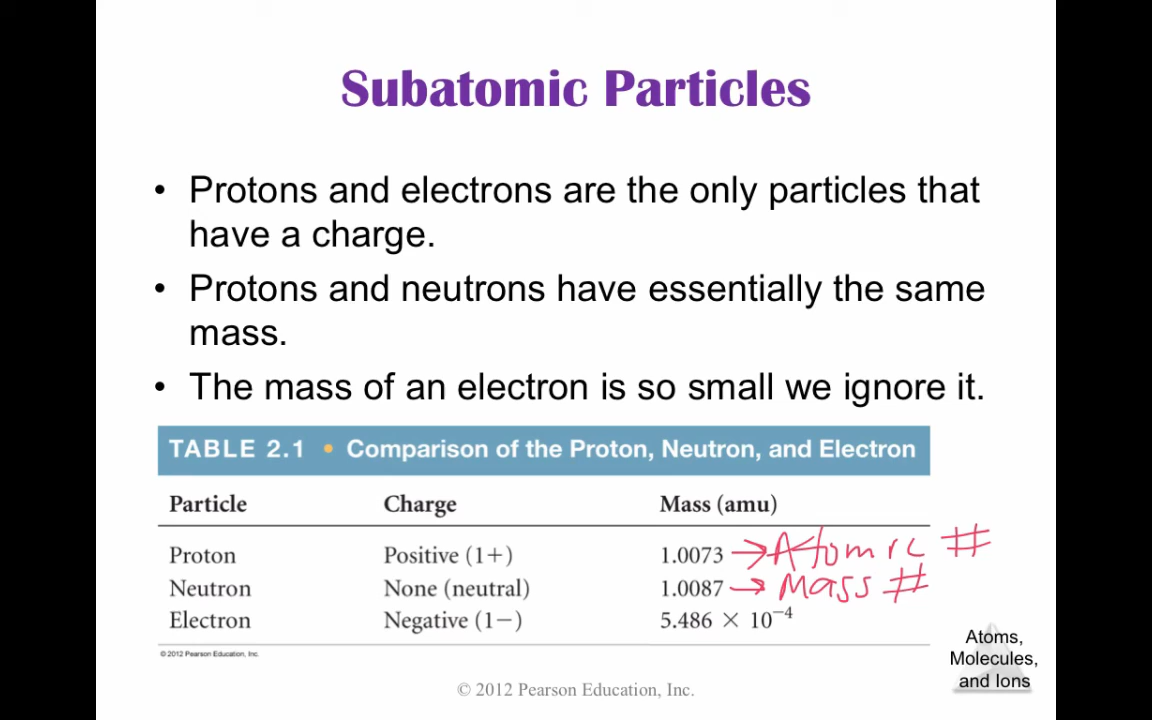 Subatomic Particles
• Protons and electrons are the only particles that
have a charge.
• Protons and neutrons have essentially the same
mass.
• The mass of an electron is so small we ignore it.
TABLE 2.1 • Comparison of the Proton, Neutron, and Electron
Particle Charge Mass (amu)
Proton Positive (1+) 1.0073 → Atomic #
Neutron None (neutral) 1.0087 → Mass #
Electron Negative (1−) 5.486 × 10⁻⁴
© 2012 Pearson Education, Inc.
Atoms,
Molecules,
and Ions
© 2012 Pearson Education, Inc.